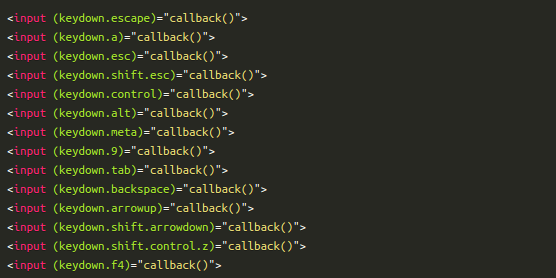 <input (keydown.escape)="callback()">
<input (keydown.a)="callback()">
<input (keydown.esc)="callback()">
<input (keydown.shift.esc)="callback()">
<input (keydown.control)="callback()">
<input (keydown.alt)="callback()">
<input (keydown.meta)="callback()">
<input (keydown.9)="callback()">
<input (keydown.tab)="callback()">
<input (keydown.backspace)="callback()">
<input (keydown.arrowup)="callback()">
<input (keydown.shift.arrowdown)="callback()">
<input (keydown.shift.control.z)="callback()">
<input (keydown.f4)="callback()">